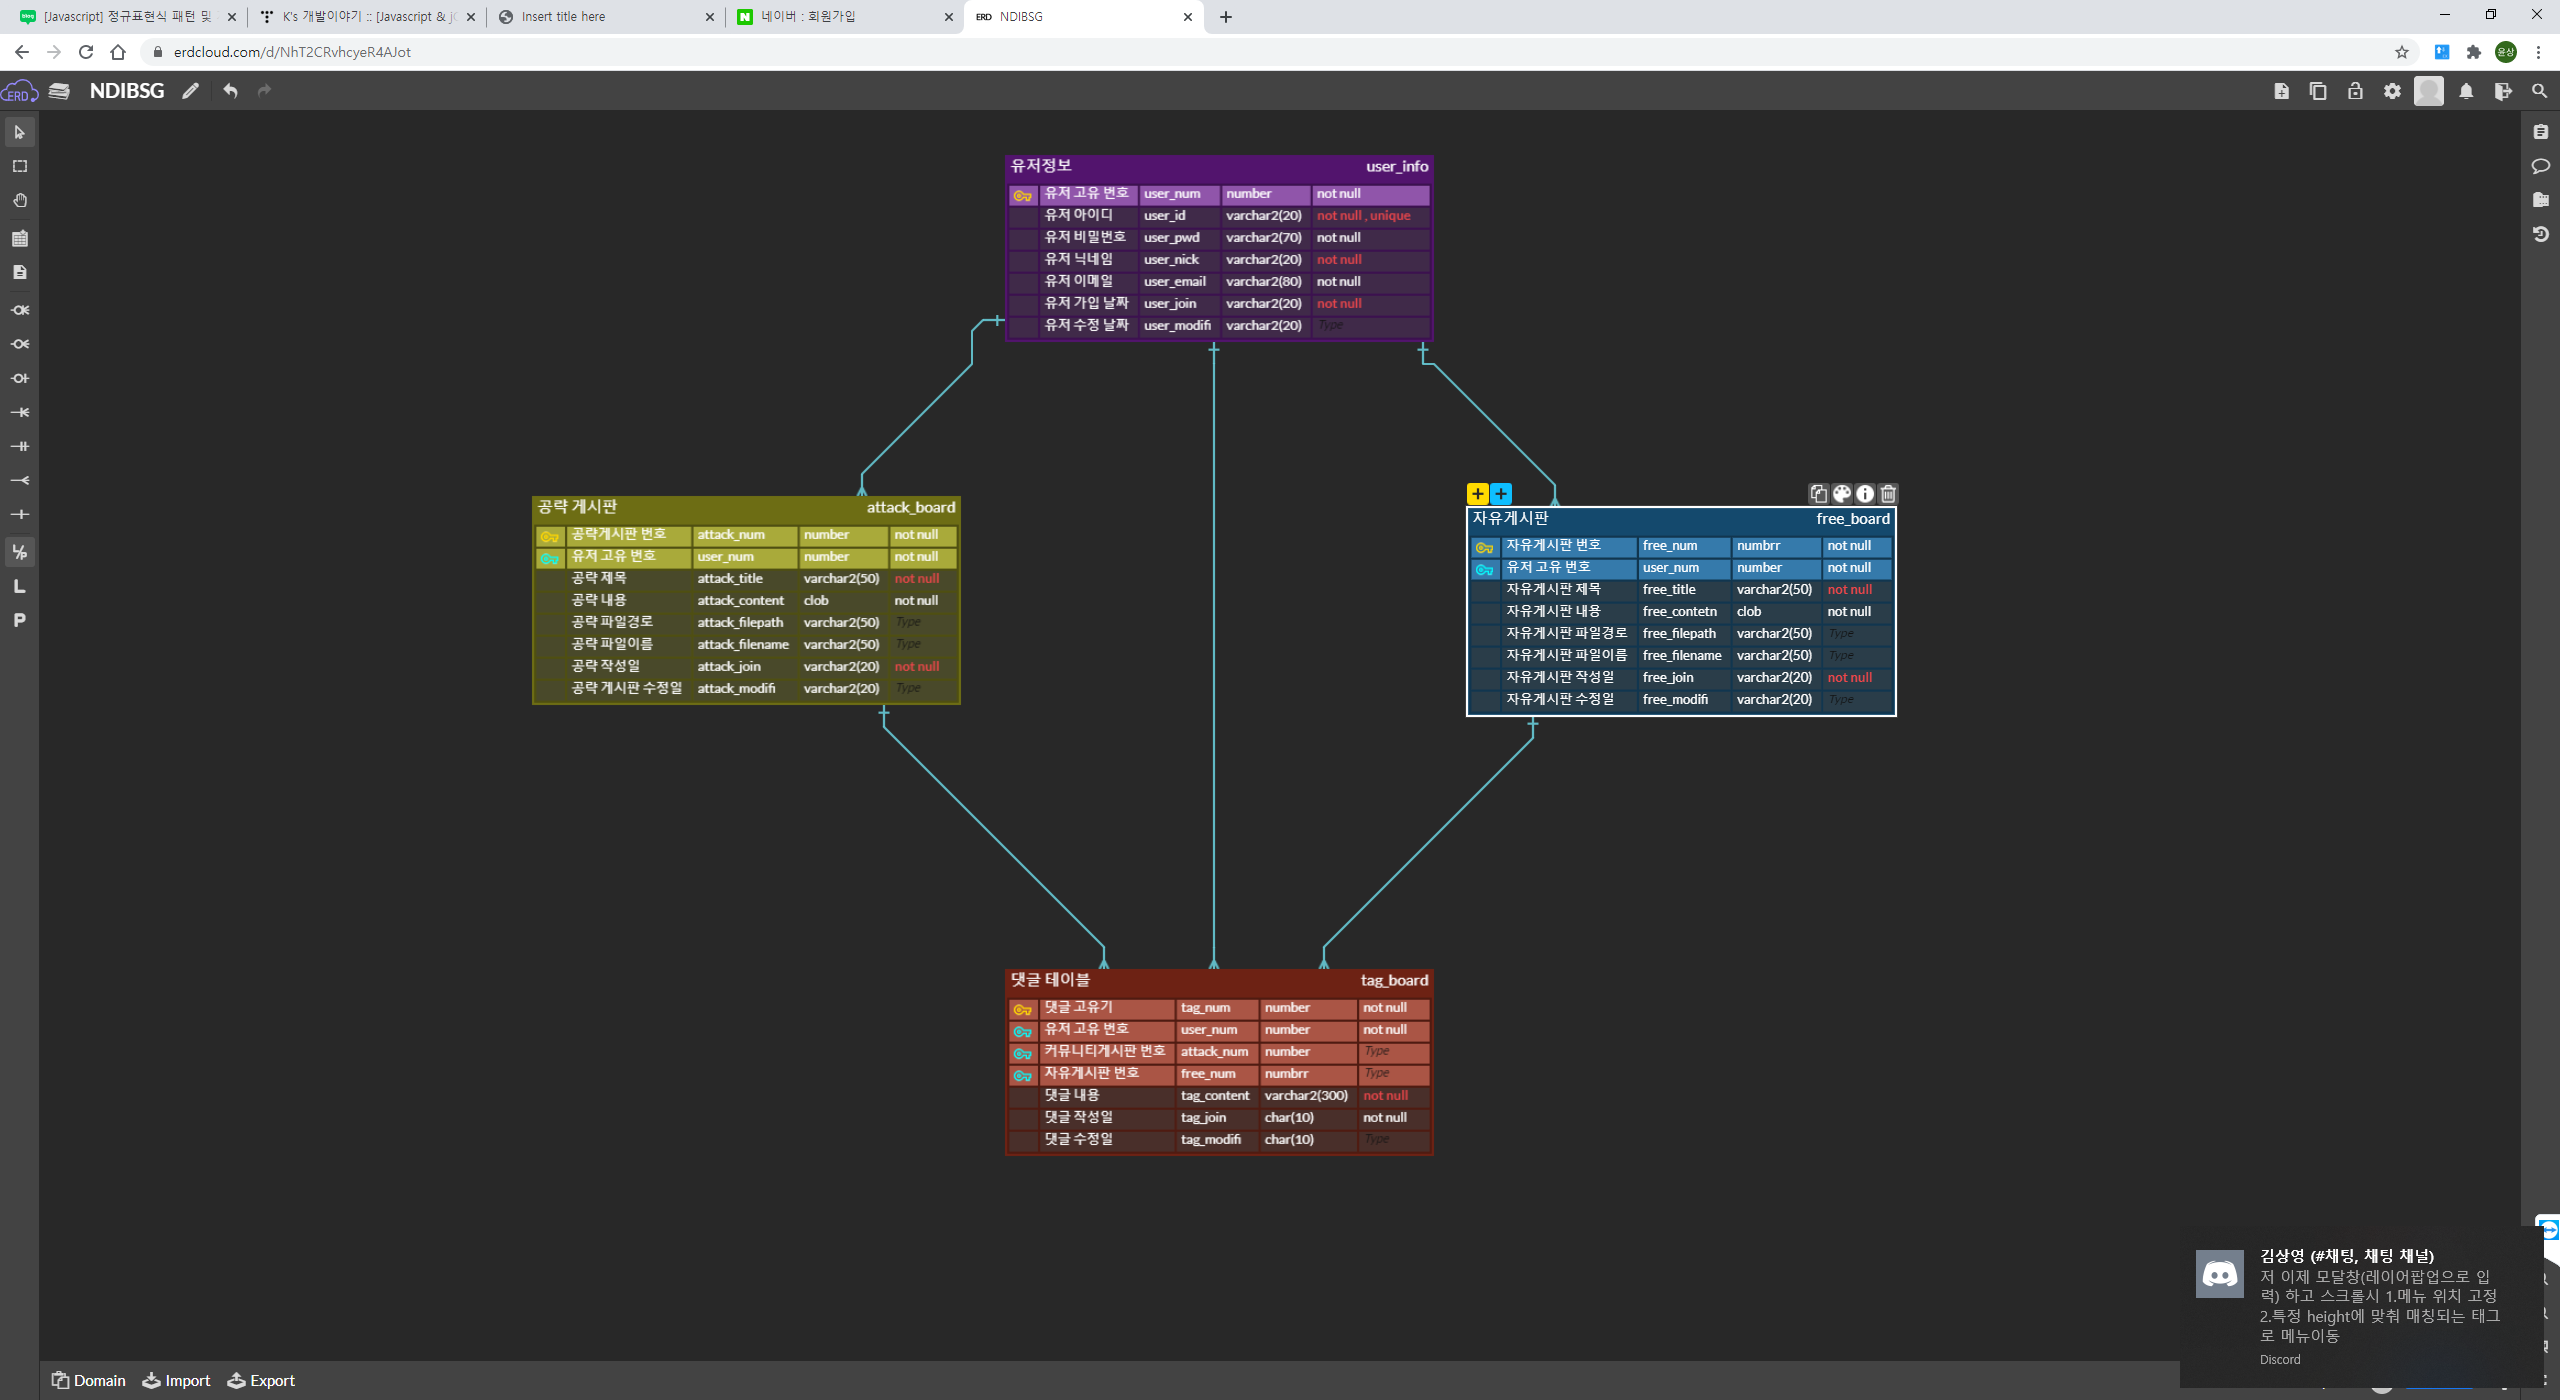 [Javascript] 정규표현식 패턴 및
K's 개발이야기 :: [Javascript & j
Insert title here
네이버 : 회원가입
ERD NDIBSG
erdcloud.com/d/NhT2CRvhcyeR4AJot
윤상
ERD NDIBSG
유저정보 user_info
유저 고유 번호 user_num number not null
유저 아이디 user_id varchar2(20) not null , unique
유저 비밀번호 user_pwd varchar2(70) not null
유저 닉네임 user_nick varchar2(20) not null
유저 이메일 user_email varchar2(80) not null
유저 가입 날짜 user_join varchar2(20) not null
유저 수정 날짜 user_modifi varchar2(20) Type
공략 게시판 attack_board
공략게시판 번호 attack_num number not null
유저 고유 번호 user_num number not null
공략 제목 attack_title varchar2(50) not null
공략 내용 attack_content clob not null
공략 파일경로 attack_filepath varchar2(50) Type
공략 파일이름 attack_filename varchar2(50) Type
공략 작성일 attack_join varchar2(20) not null
공략 게시판 수정일 attack_modifi varchar2(20) Type
자유게시판 free_board
자유게시판 번호 free_num numbrr not null
유저 고유 번호 user_num number not null
자유게시판 제목 free_title varchar2(50) not null
자유게시판 내용 free_contetn clob not null
자유게시판 파일경로 free_filepath varchar2(50) Type
자유게시판 파일이름 free_filename varchar2(50) Type
자유게시판 작성일 free_join varchar2(20) not null
자유게시판 수정일 free_modifi varchar2(20) Type
댓글 테이블 tag_board
댓글 고유기 tag_num number not null
유저 고유 번호 user_num number not null
커뮤니티게시판 번호 attack_num number Type
자유게시판 번호 free_num numbrr Type
댓글 내용 tag_content varchar2(300) not null
댓글 작성일 tag_join char(10) not null
댓글 수정일 tag_modifi char(10) Type
L/P
L
P
김상영 (#채팅, 채팅 채널)
저 이제 모달창(레이어팝업으로 입
력) 하고 스크롤시 1.메뉴 위치 고정
2.특정 height에 맞춰 매칭되는 태그
로 메뉴이동
Discord
Domain Import Export